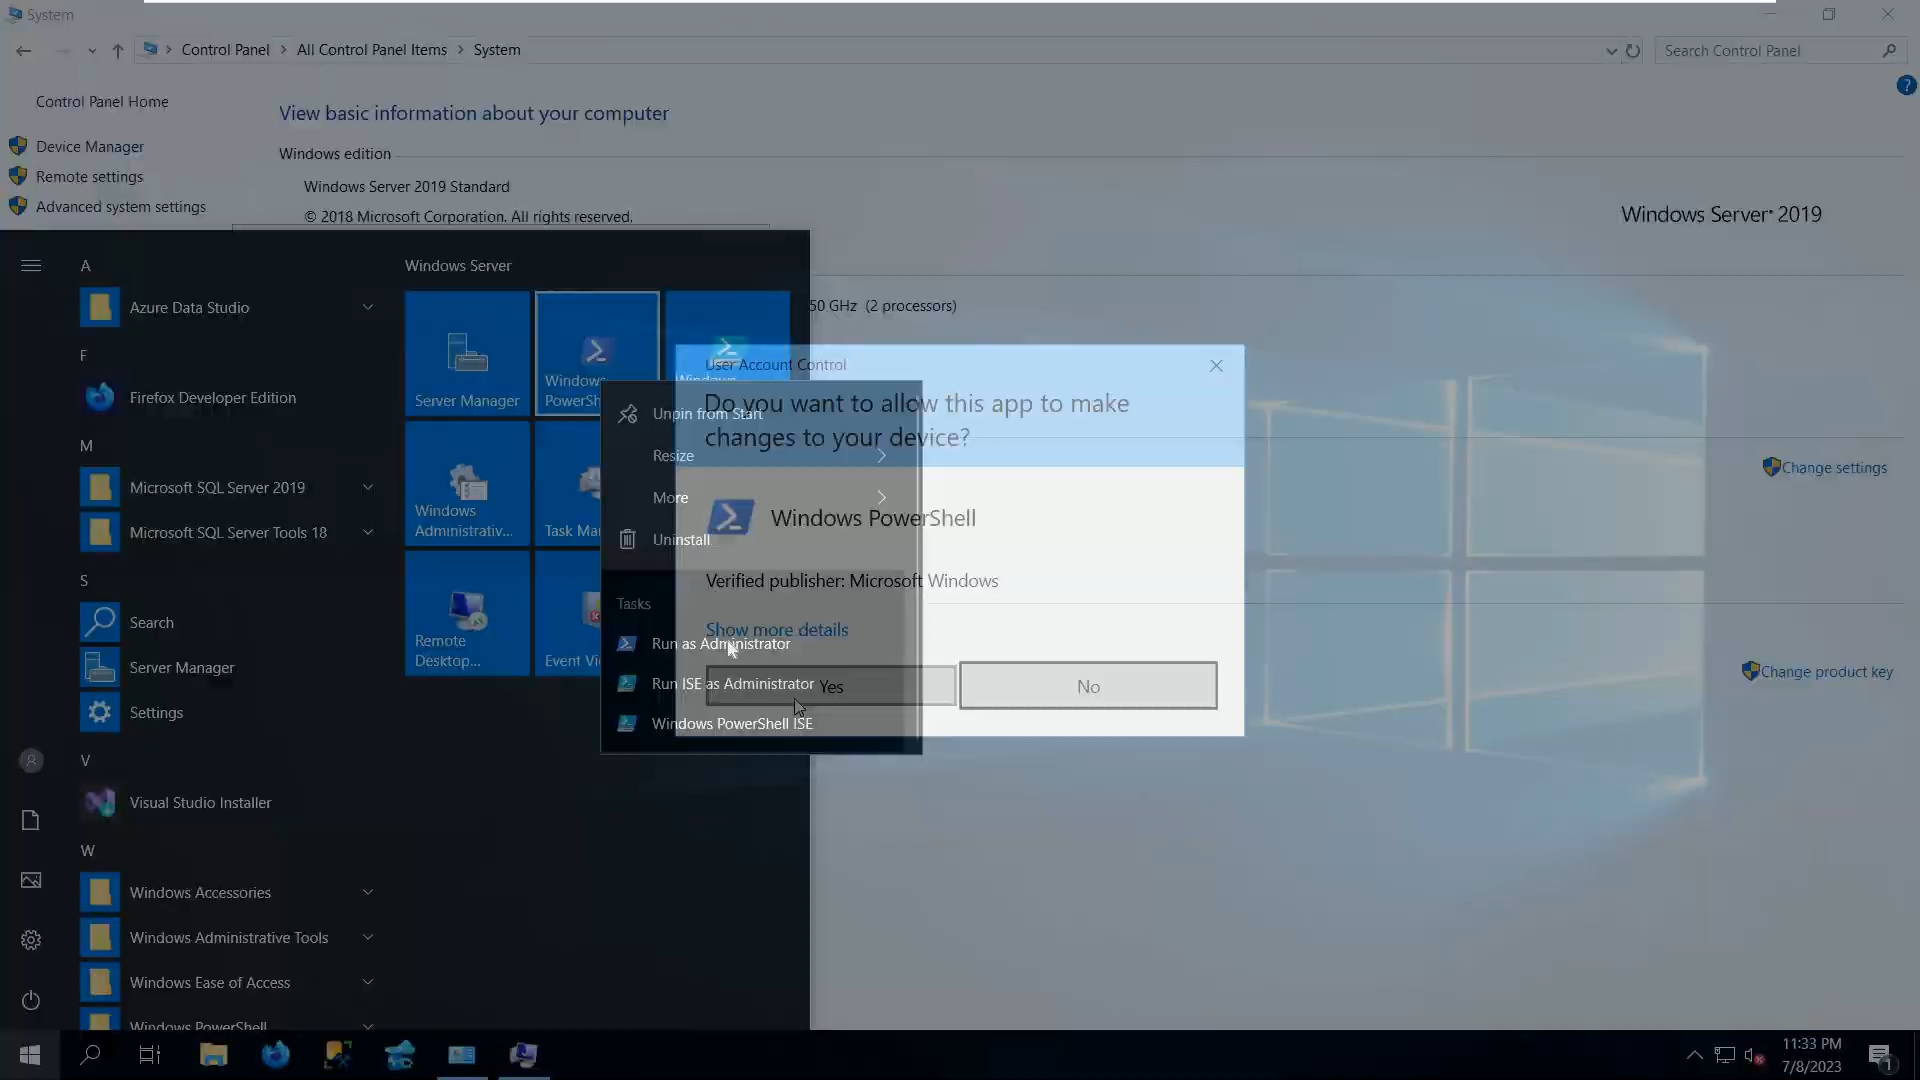 System
Control Panel
All Control Panel Items
System
Search Control Panel
Control Panel Home
Device Manager
Remote settings
Advanced system settings
View basic information about your computer
Windows edition
Windows Server 2019 Standard
© 2018 Microsoft Corporation. All rights reserved.
Windows Server 2019
50 GHz (2 processors)
Change settings
Change product key
A
Azure Data Studio
F
Firefox Developer Edition
M
Microsoft SQL Server 2019
Microsoft SQL Server Tools 18
S
Search
Server Manager
Settings
V
Visual Studio Installer
W
Windows Accessories
Windows Administrative Tools
Windows Ease of Access
Windows PowerShell
Windows Server
Server Manager
Windows
PowerSh
Windows
Windows
Administrativ...
Task Ma
Remote
Desktop...
Event Vi
Unpin from Start
Resize
More
Uninstall
Tasks
Run as Administrator
Run ISE as Administrator
Windows PowerShell ISE
User Account Control
Do you want to allow this app to make
changes to your device?
Windows PowerShell
Verified publisher: Microsoft Windows
Show more details
Yes
No
11:33 PM
7/8/2023
1